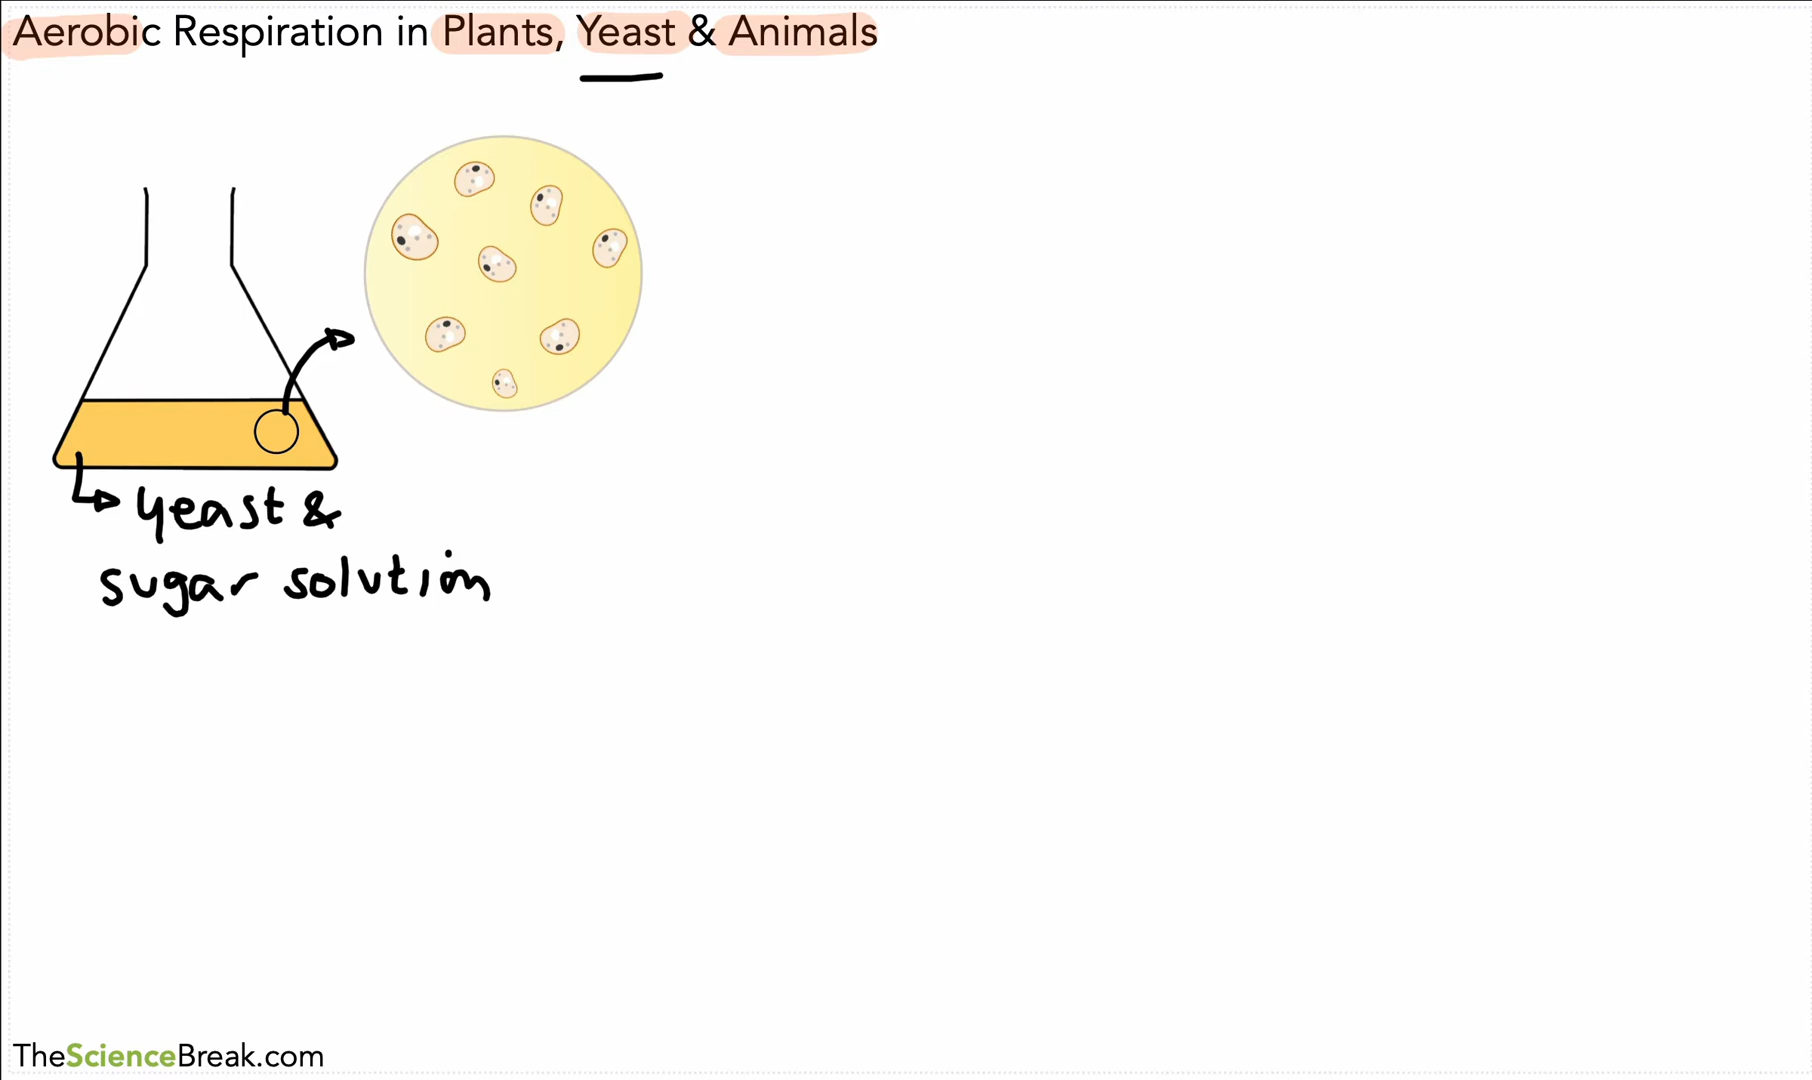 Aerobic Respiration in Plants, Yeast & Animals
yeast &
sugar solution
TheScienceBreak.com